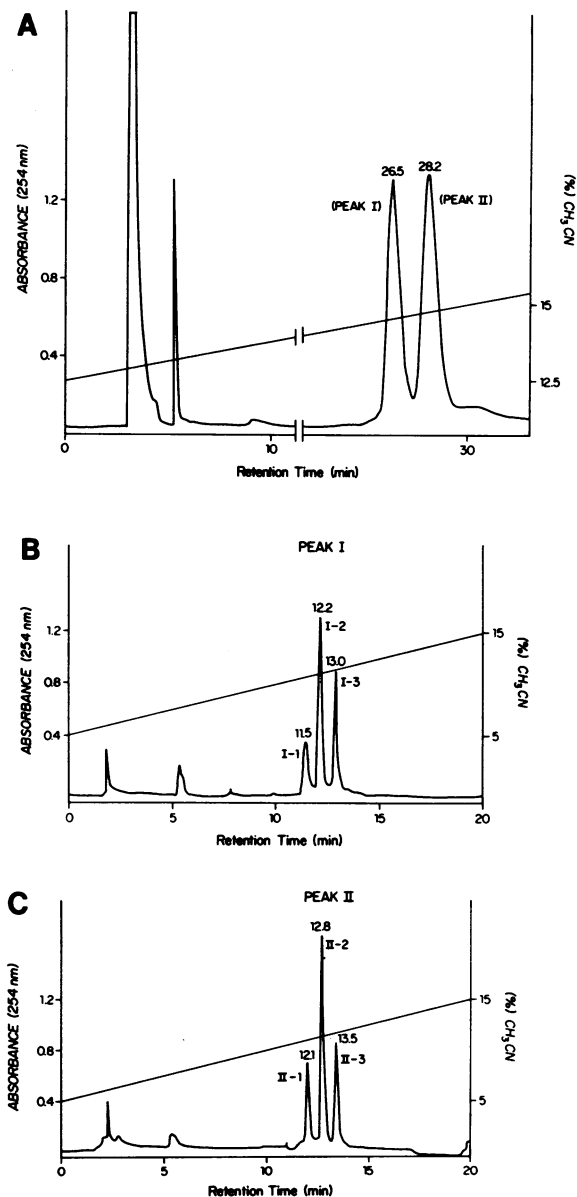 A
ABSORBANCE (254 nm)
1.2
0.8
0.4
26.5
28.2
(PEAK I)
(PEAK II)
(%) CH3CN
15
12.5
0
10
30
Retention Time (min)
B
PEAK I
ABSORBANCE (254 nm)
1.2
0.8
0.4
12.2
I-2
13.0
I-3
11.5
I-1
(%) CH3CN
15
5
0
5
10
15
20
Retention Time (min)
C
PEAK II
ABSORBANCE (254 nm)
1.2
0.8
0.4
12.8
II-2
13.5
II-3
12.1
II-1
(%) CH3CN
15
5
0
5
10
15
20
Retention Time (min)